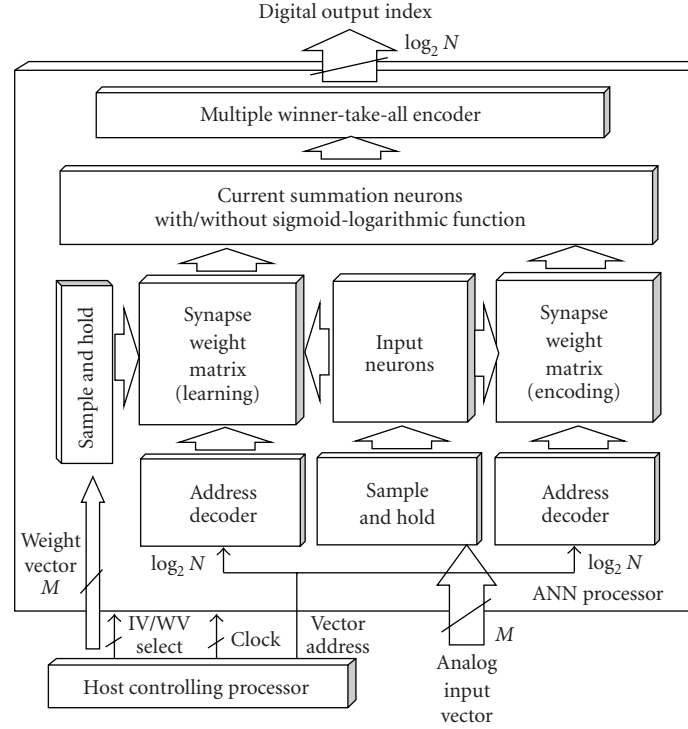 Digital output index
log₂ N
Multiple winner-take-all encoder
Current summation neurons
with/without sigmoid-logarithmic function
Sample and hold
Synapse
weight
matrix
(learning)
Input
neurons
Synapse
weight
matrix
(encoding)
Address
decoder
Sample
and hold
Address
decoder
Weight
vector
M
log₂ N
log₂ N
ANN processor
IV/WV
select
Clock
Vector
address
M
Host controlling processor
Analog
input
vector